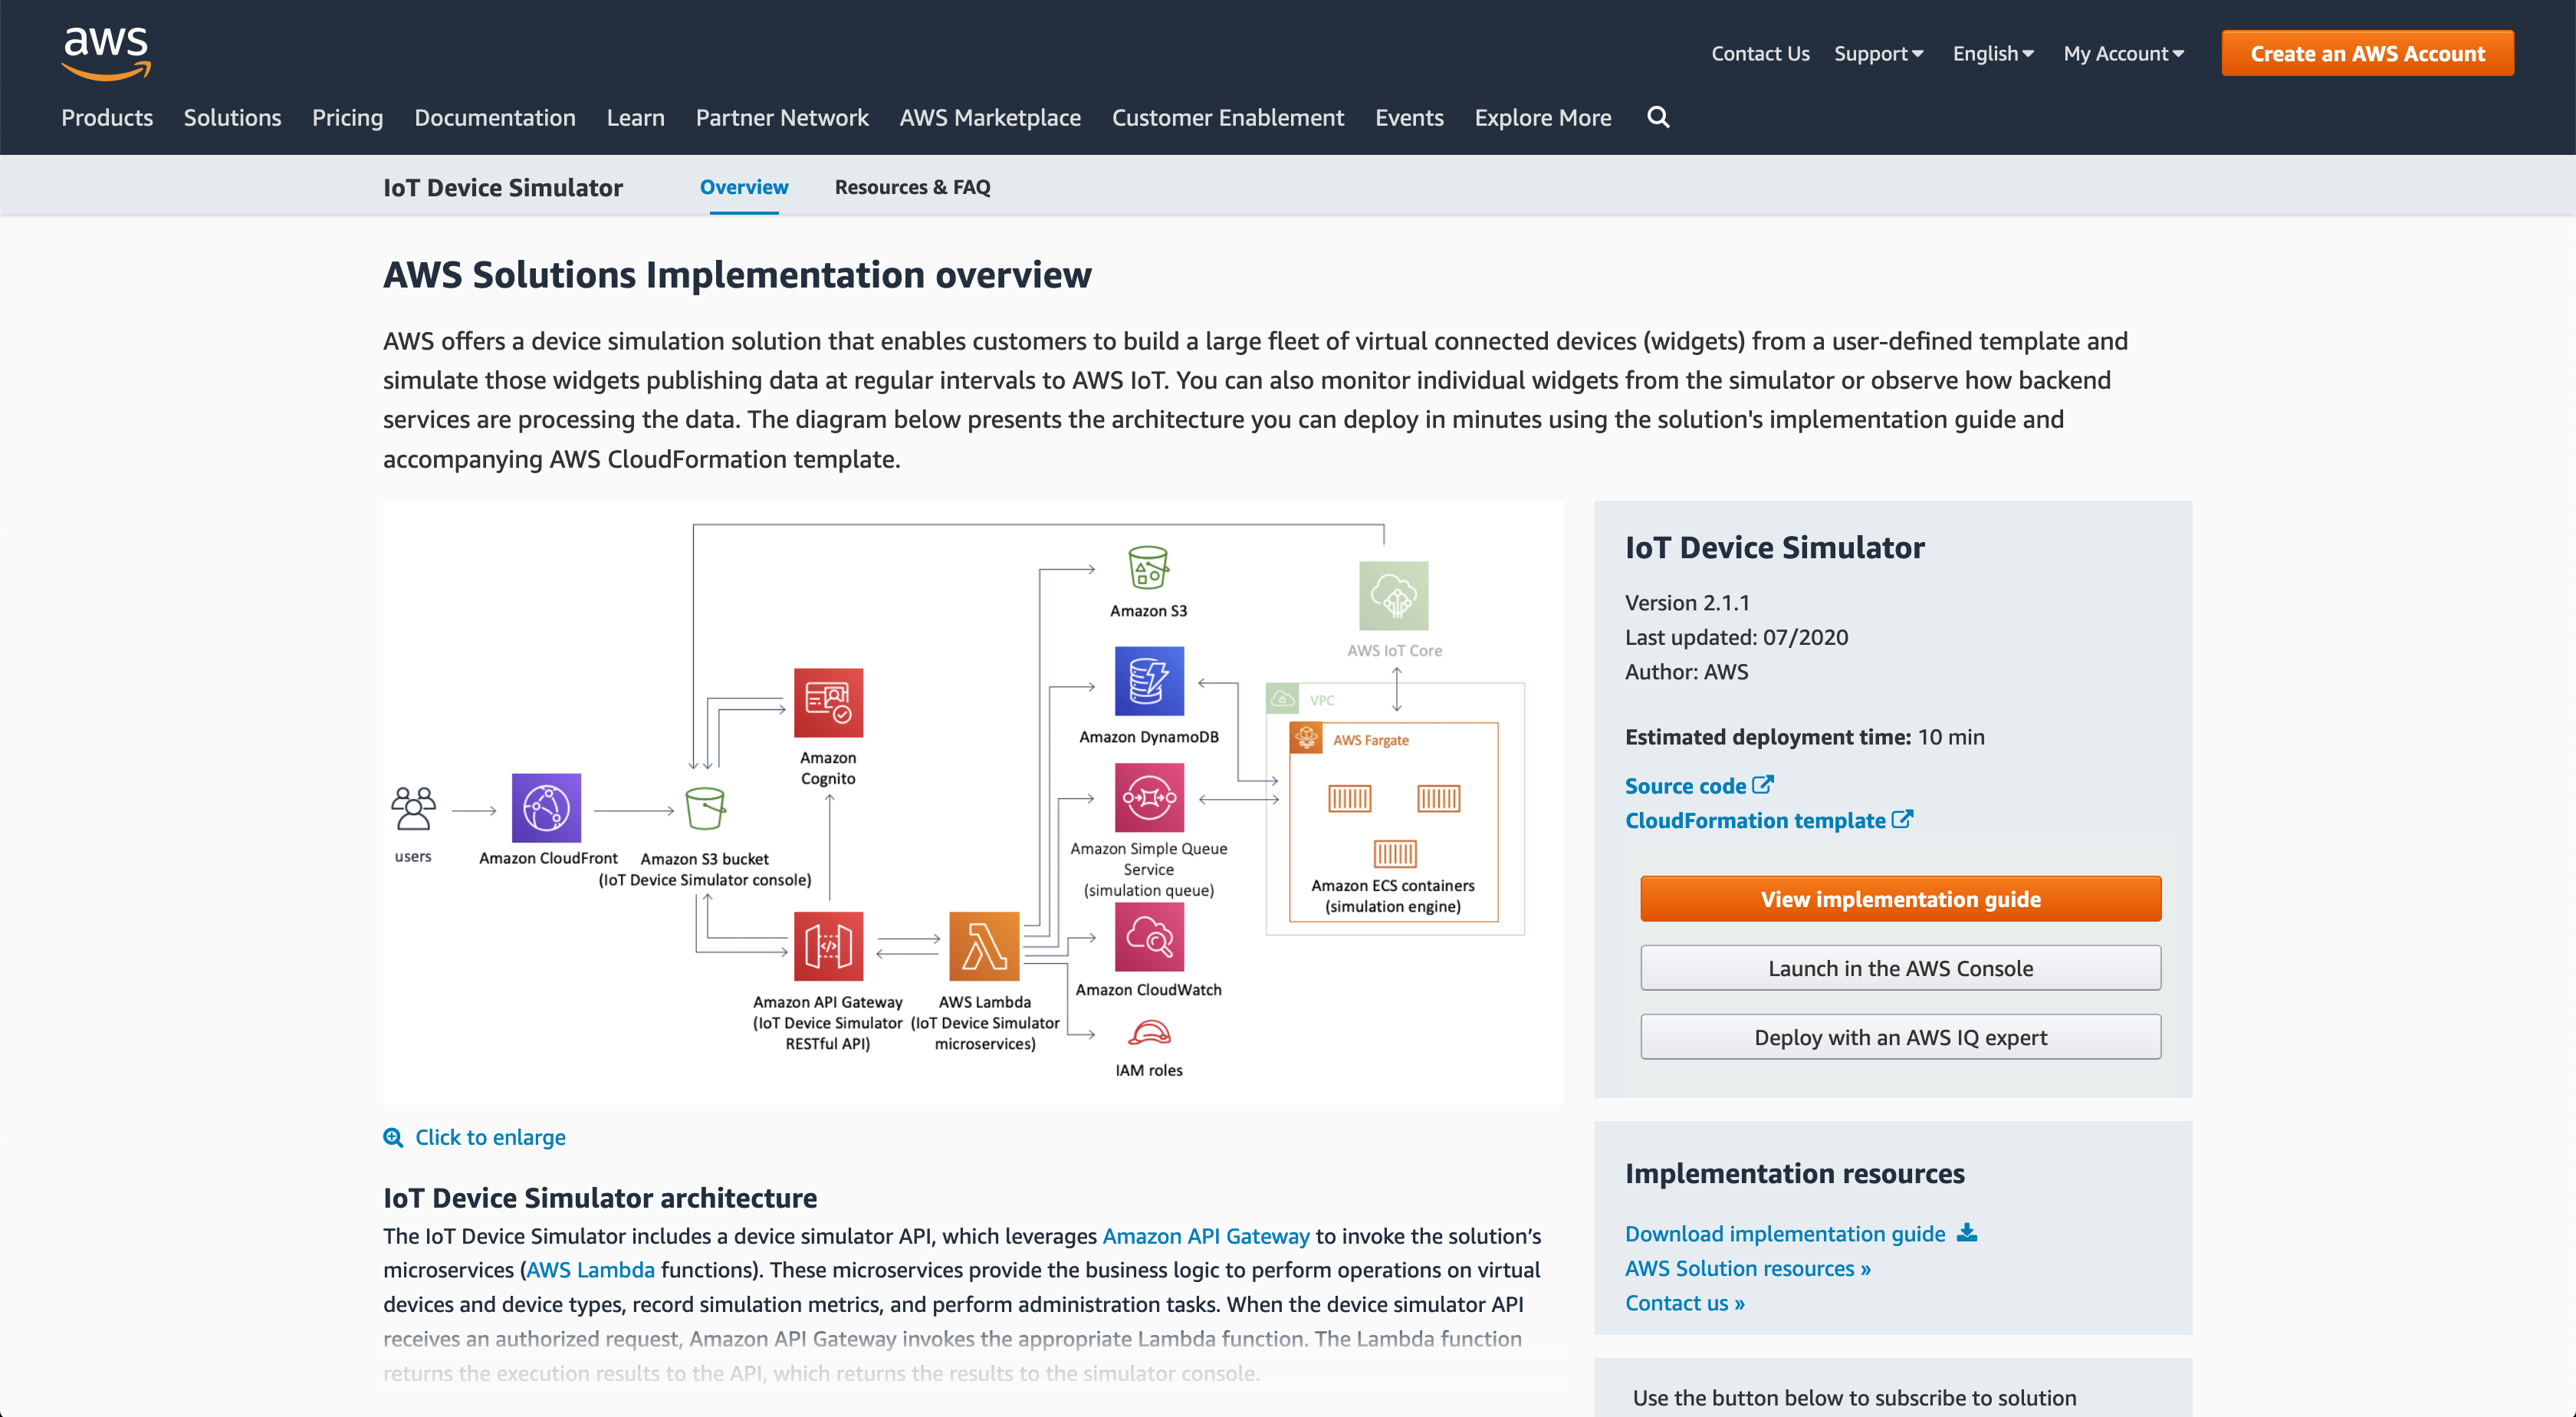 aws
Contact Us Support English My Account Create an AWS Account
Products Solutions Pricing Documentation Learn Partner Network AWS Marketplace Customer Enablement Events Explore More
IoT Device Simulator Overview Resources & FAQ
AWS Solutions Implementation overview
AWS offers a device simulation solution that enables customers to build a large fleet of virtual connected devices (widgets) from a user-defined template and
simulate those widgets publishing data at regular intervals to AWS IoT. You can also monitor individual widgets from the simulator or observe how backend
services are processing the data. The diagram below presents the architecture you can deploy in minutes using the solution's implementation guide and
accompanying AWS CloudFormation template.
users
Amazon CloudFront
Amazon S3 bucket
(IoT Device Simulator console)
Amazon
Cognito
Amazon API Gateway
(IoT Device Simulator
RESTful API)
AWS Lambda
(IoT Device Simulator
microservices)
Amazon S3
Amazon DynamoDB
Amazon Simple Queue
Service
(simulation queue)
Amazon CloudWatch
IAM roles
AWS IoT Core
VPC
AWS Fargate
Amazon ECS containers
(simulation engine)
Click to enlarge
IoT Device Simulator architecture
The IoT Device Simulator includes a device simulator API, which leverages Amazon API Gateway to invoke the solution’s
microservices (AWS Lambda functions). These microservices provide the business logic to perform operations on virtual
devices and device types, record simulation metrics, and perform administration tasks. When the device simulator API
receives an authorized request, Amazon API Gateway invokes the appropriate Lambda function. The Lambda function
returns the execution results to the API, which returns the results to the simulator console.
IoT Device Simulator
Version 2.1.1
Last updated: 07/2020
Author: AWS
Estimated deployment time: 10 min
Source code
CloudFormation template
View implementation guide
Launch in the AWS Console
Deploy with an AWS IQ expert
Implementation resources
Download implementation guide
AWS Solution resources »
Contact us »
Use the button below to subscribe to solution